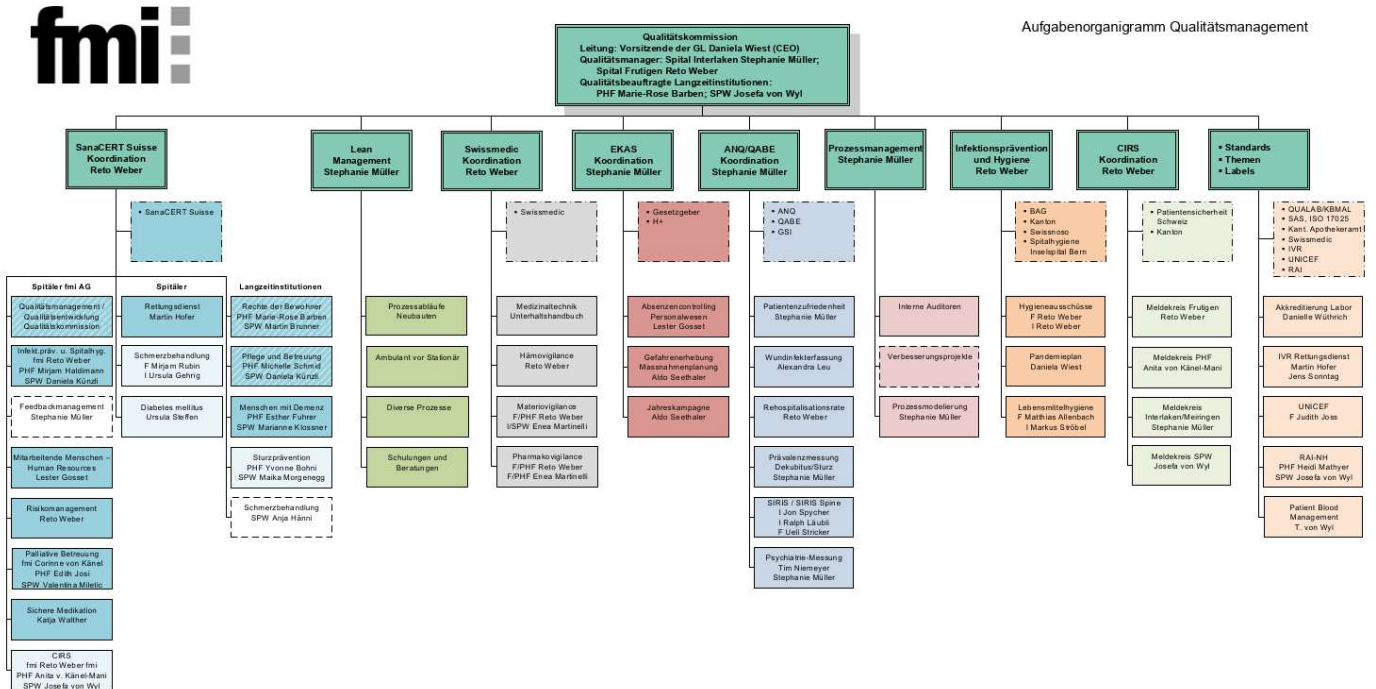 fmi
Aufgabenorganigramm Qualitätsmanagement
Qualitätskommission
Leitung: Vorsitzende der GL Daniela Wiest (CEO)
Qualitätsmanager: Spital Interlaken Stephanie Müller;
Spital Frutigen Reto Weber
Qualitätsbeauftragte Langzeitinstitutionen:
PHF Marie-Rose Barben; SPW Josefa von Wyl
SanaCERT Suisse
Koordination
Reto Weber
Lean
Management
Stephanie Müller
Swissmedic
Koordination
Reto Weber
EKAS
Koordination
Stephanie Müller
ANQ/QABE
Koordination
Stephanie Müller
Prozessmanagement
Stephanie Müller
Infektionsprävention
und Hygiene
Reto Weber
CIRS
Koordination
Reto Weber
• Standards
• Themen
• Labels
• SanaCERT Suisse
• Swissmedic
• Gesetzgeber
• H+
• ANQ
• QABE
• GSI
• BAG
• Kanton
• Swissnoso
• Spitalhygiene
Inselspital Bern
• Patientensicherheit
Schweiz
• Kanton
• QUALAB/KBMAL
• SAS, ISO 17025
• Kant. Apothekeramt
• Swissmedic
• IVR
• UNICEF
• RAI
Spitäler fmi AG
Qualitätsmanagement /
Qualitätsentwicklung
Qualitätskommission
Infekt.präv. u. Spitalhyg.
fmi Reto Weber
PHF Mirjam Haldimann
SPW Daniela Künzli
Feedbackmanagement
Stephanie Müller
Mitarbeitende Menschen –
Human Resources
Lester Gosset
Risikomanagement
Reto Weber
Palliative Betreuung
fmi Corinne von Känel
PHF Edith Josi
SPW Valentina Miletic
Sichere Medikation
Katja Walther
CIRS
fmi Reto Weber fmi
PHF Anita v. Känel-Mani
SPW Josefa von Wyl
Spitäler
Rettungsdienst
Martin Hofer
Schmerzbehandlung
F Mirjam Rubin
I Ursula Gehrig
Diabetes mellitus
Ursula Steffen
Langzeitinstitutionen
Rechte der Bewohner
PHF Marie-Rose Barben
SPW Martin Brunner
Pflege und Betreuung
PHF Michelle Schmid
SPW Daniela Künzli
Menschen mit Demenz
PHF Esther Fuhrer
SPW Marianne Klossner
Sturzprävention
PHF Yvonne Bohni
SPW Maika Morgenegg
Schmerzbehandlung
SPW Anja Hänni
Prozessabläufe
Neubauten
Ambulant vor Stationär
Diverse Prozesse
Schulungen und
Beratungen
Medizinaltechnik
Unterhaltshandbuch
Hämovigilance
Reto Weber
Materiovigilance
F/PHF Reto Weber
I/SPW Enea Martinelli
Pharmakovigilance
F/PHF Reto Weber
F/PHF Enea Martinelli
Absenzencontrolling
Personalwesen
Lester Gosset
Gefahrenerhebung
Massnahmenplanung
Aldo Seethaler
Jahreskampagne
Aldo Seethaler
Patientenzufriedenheit
Stephanie Müller
Wundinfekterfassung
Alexandra Leu
Rehospitalisationsrate
Reto Weber
Prävalenzmessung
Dekubitus/Sturz
Stephanie Müller
SIRIS / SIRIS Spine
I Jon Spycher
I Ralph Läubli
F Ueli Stricker
Psychiatrie-Messung
Tim Niemeyer
Stephanie Müller
Interne Auditoren
Verbesserungsprojekte
Prozessmodelierung
Stephanie Müller
Hygieneausschüsse
F Reto Weber
I Reto Weber
Pandemieplan
Daniela Wiest
Lebensmittelhygiene
F Matthias Allenbach
I Markus Ströbel
Meldekreis Frutigen
Reto Weber
Meldekreis PHF
Anita von Känel-Mani
Meldekreis
Interlaken/Meiringen
Stephanie Müller
Meldekreis SPW
Josefa von Wyl
Akkreditierung Labor
Danielle Wüthrich
IVR Rettungsdienst
Martin Hofer
Jens Sonntag
UNICEF
F Judith Joss
RAI-NH
PHF Heidi Mathyer
SPW Josefa von Wyl
Patient Blood
Management
T. von Wyl